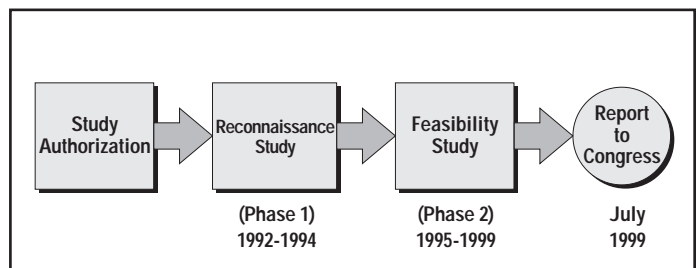 Study
Authorization
Reconnaissance
Study
Feasibility
Study
Report
to
Congress
(Phase 1)
1992-1994
(Phase 2)
1995-1999
July
1999